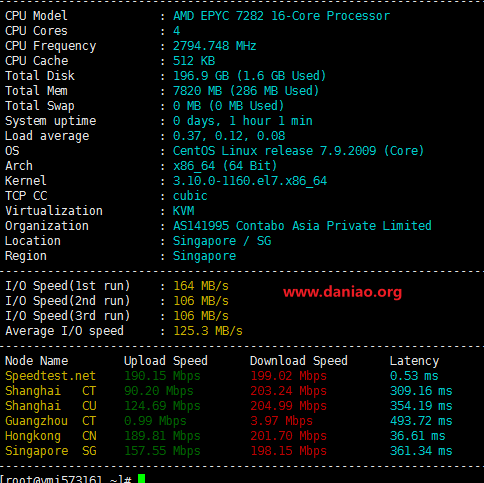 CPU Model : AMD EPYC 7282 16-Core Processor
CPU Cores : 4
CPU Frequency : 2794.748 MHz
CPU Cache : 512 KB
Total Disk : 196.9 GB (1.6 GB Used)
Total Mem : 7820 MB (286 MB Used)
Total Swap : 0 MB (0 MB Used)
System uptime : 0 days, 1 hour 1 min
Load average : 0.37, 0.12, 0.08
OS : CentOS Linux release 7.9.2009 (Core)
Arch : x86_64 (64 Bit)
Kernel : 3.10.0-1160.el7.x86_64
TCP CC : cubic
Virtualization : KVM
Organization : AS141995 Contabo Asia Private Limited
Location : Singapore / SG
Region : Singapore
I/O Speed(1st run) : 164 MB/s
I/O Speed(2nd run) : 106 MB/s
www.daniao.org
I/O Speed(3rd run) : 106 MB/s
Average I/O speed : 125.3 MB/s
Node Name Upload Speed Download Speed Latency
Speedtest.net 190.15 Mbps 199.02 Mbps 0.53 ms
Shanghai CT 90.20 Mbps 203.24 Mbps 309.16 ms
Shanghai CU 124.69 Mbps 204.99 Mbps 354.19 ms
Guangzhou CT 0.99 Mbps 3.97 Mbps 493.72 ms
Hongkong CN 189.81 Mbps 201.70 Mbps 36.61 ms
Singapore SG 157.55 Mbps 198.15 Mbps 361.34 ms
[root@vmi573161 ~]#